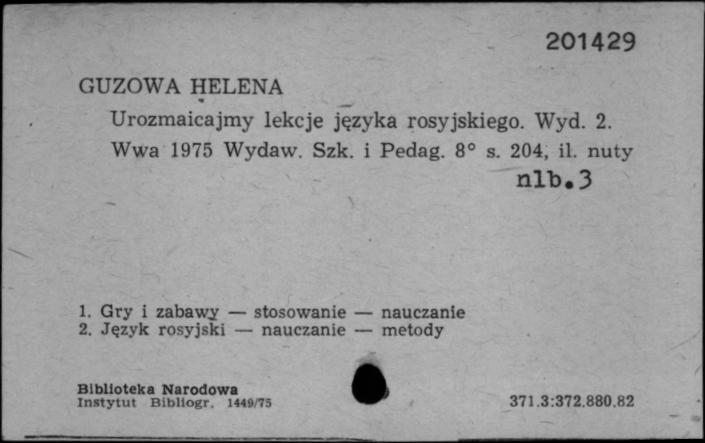 201429
GUZOWA HELENA
Urozmaicajmy lekcje języka rosyjskiego. Wyd. 2.
Wwa 1975 Wydaw. Szk. i Pedag. 8° s. 204, il. nuty
nlb.3
1. Gry i zabawy — stosowanie — nauczanie
2. Język rosyjski — nauczanie — metody
Biblioteka Narodowa
Instytut Bibliogr. 1449/75
371.3:372.880.82